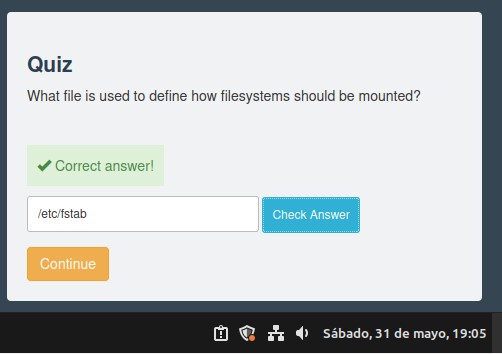 Quiz
What file is used to define how filesystems should be mounted?
✔ Correct answer!
/etc/fstab
Check Answer
Continue
Sábado, 31 de mayo, 19:05